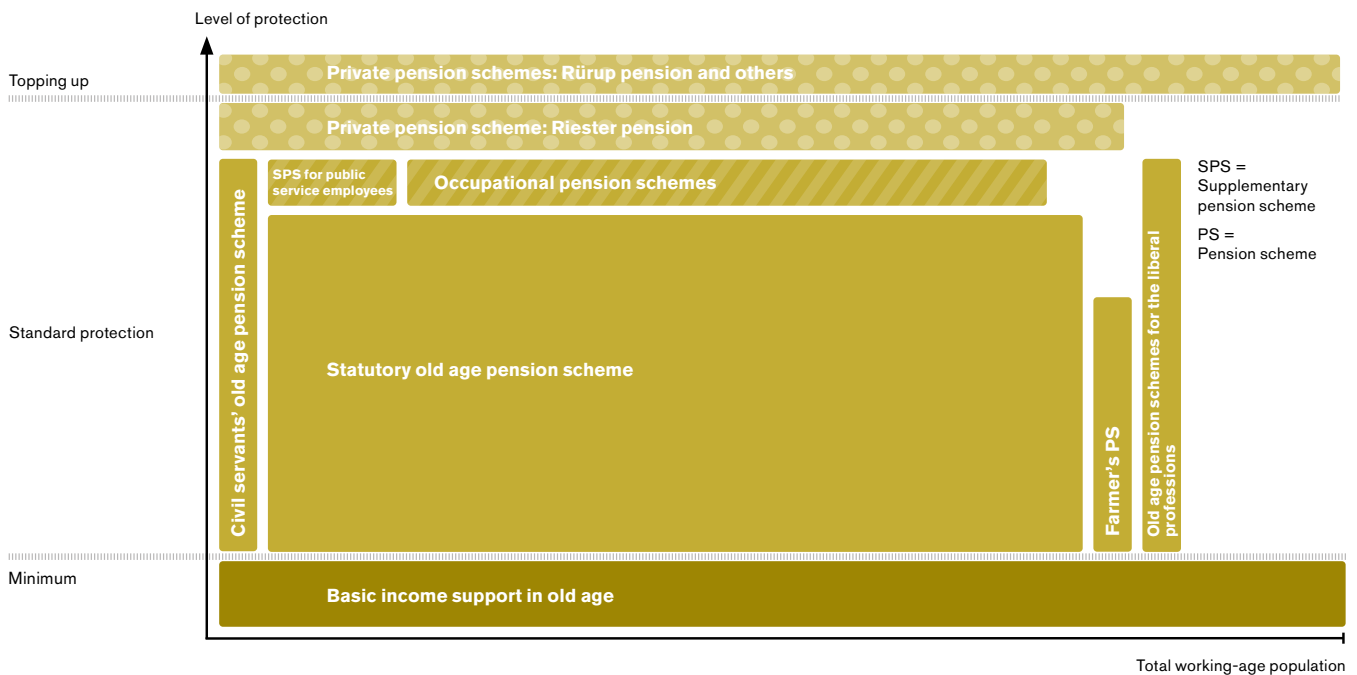 Level of protection
Topping up
Private pension schemes: Rürup pension and others
Private pension scheme: Riester pension
SPS for public
service employees
Occupational pension schemes
SPS =
Supplementary
pension scheme
PS =
Pension scheme
Standard protection
Civil servants’ old age pension scheme
Statutory old age pension scheme
Farmer’s PS
Old age pension schemes for the liberal
professions
Minimum
Basic income support in old age
Total working-age population